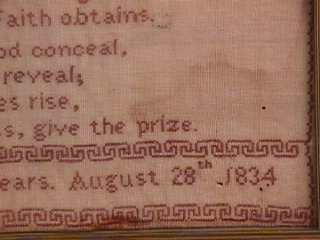 Faith obtains.
od conceal,
reveal;
es rise,
s, give the prize.
ears. August 28th 1834